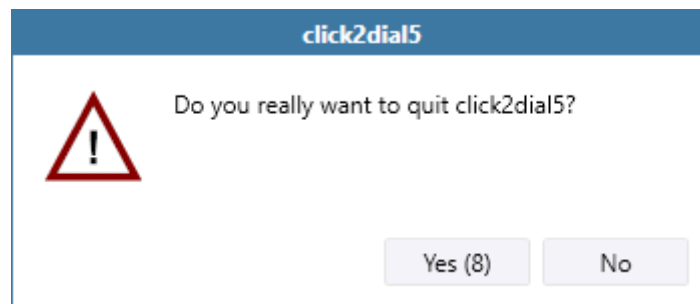 click2dial5
Do you really want to quit click2dial5?
!
Yes (8)
No